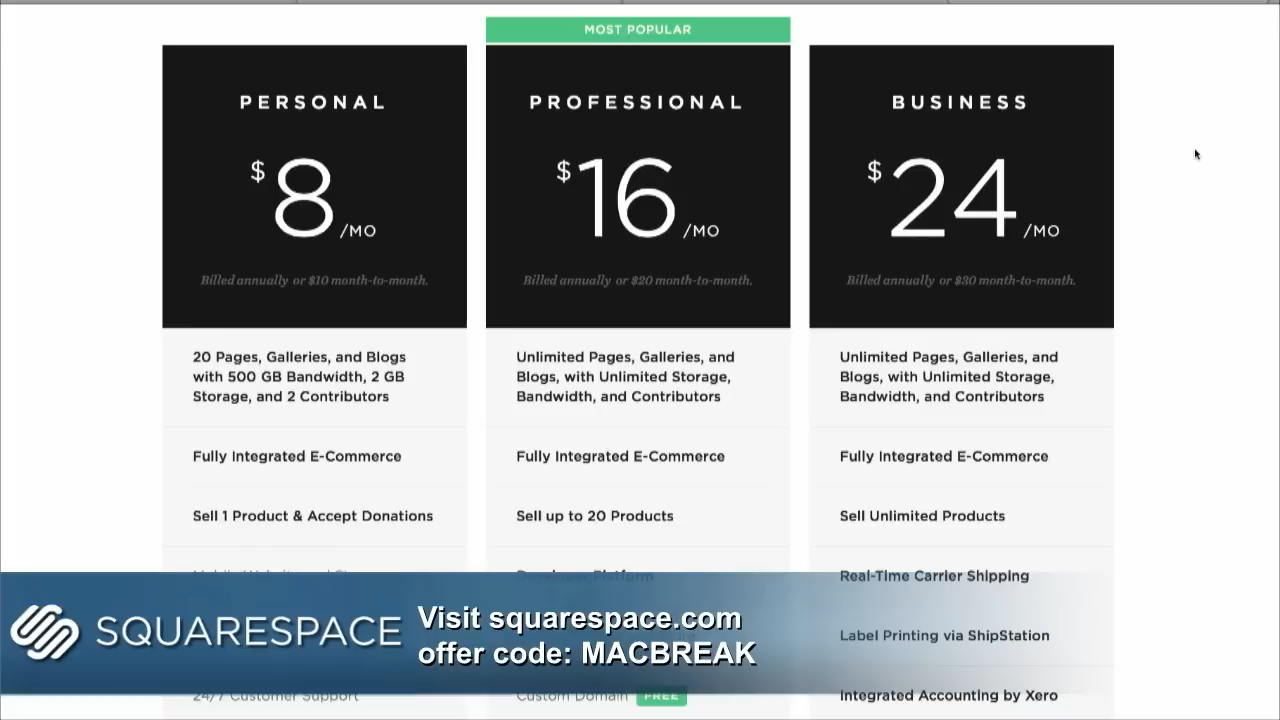 MOST POPULAR
PERSONAL
$8/MO
Billed annually or $10 month-to-month.
20 Pages, Galleries, and Blogs
with 500 GB Bandwidth, 2 GB
Storage, and 2 Contributors
Fully Integrated E-Commerce
Sell 1 Product & Accept Donations
24/7 Customer Support
PROFESSIONAL
$16/MO
Billed annually or $20 month-to-month.
Unlimited Pages, Galleries, and
Blogs, with Unlimited Storage,
Bandwidth, and Contributors
Fully Integrated E-Commerce
Sell up to 20 Products
Developer Platform
Custom Domain FREE
BUSINESS
$24/MO
Billed annually or $30 month-to-month.
Unlimited Pages, Galleries, and
Blogs, with Unlimited Storage,
Bandwidth, and Contributors
Fully Integrated E-Commerce
Sell Unlimited Products
Real-Time Carrier Shipping
Label Printing via ShipStation
Integrated Accounting by Xero
SQUARESPACE
Visit squarespace.com
offer code: MACBREAK